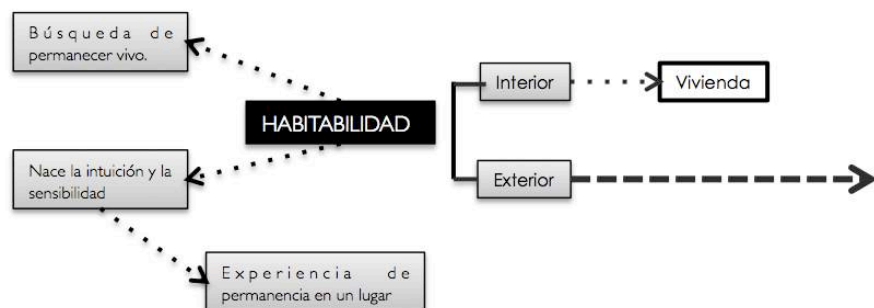 Búsqueda de
permanecer vivo.
HABITABILIDAD
Interior
Vivienda
Nace la intuición y la
sensibilidad
Exterior
Experiencia de
permanencia en un lugar